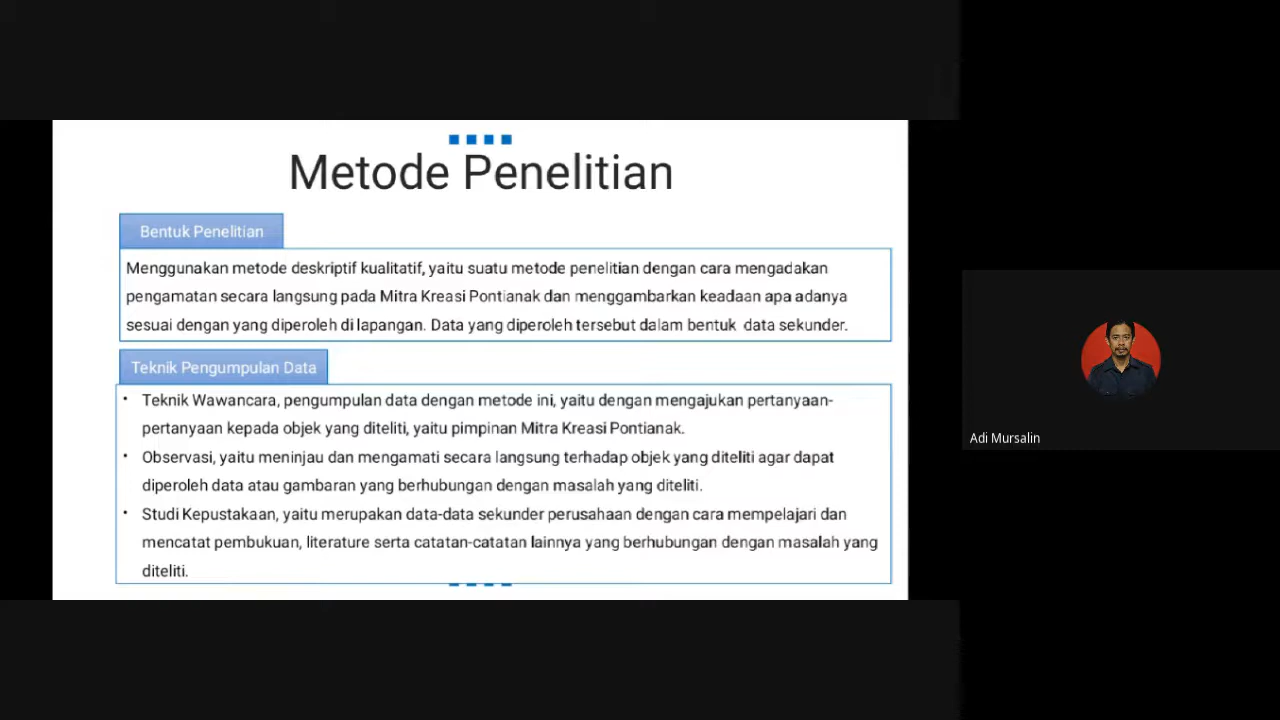 Metode Penelitian
Bentuk Penelitian
Menggunakan metode deskriptif kualitatif, yaitu suatu metode penelitian dengan cara mengadakan
pengamatan secara langsung pada Mitra Kreasi Pontianak dan menggambarkan keadaan apa adanya
sesuai dengan yang diperoleh di lapangan. Data yang diperoleh tersebut dalam bentuk data sekunder.
Teknik Pengumpulan Data
• Teknik Wawancara, pengumpulan data dengan metode ini, yaitu dengan mengajukan pertanyaan-
pertanyaan kepada objek yang diteliti, yaitu pimpinan Mitra Kreasi Pontianak.
• Observasi, yaitu meninjau dan mengamati secara langsung terhadap objek yang diteliti agar dapat
diperoleh data atau gambaran yang berhubungan dengan masalah yang diteliti.
• Studi Kepustakaan, yaitu merupakan data-data sekunder perusahaan dengan cara mempelajari dan
mencatat pembukuan, literature serta catatan-catatan lainnya yang berhubungan dengan masalah yang
diteliti.
Adi Mursalin